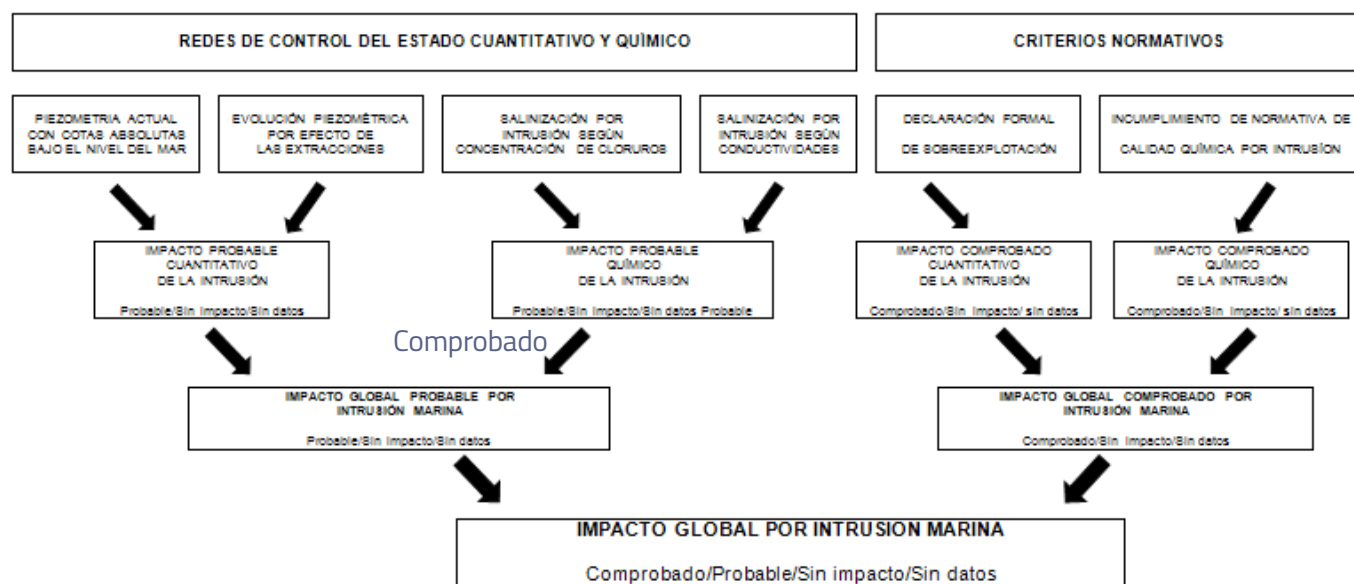 REDES DE CONTROL DEL ESTADO CUANTITATIVO Y QUÌMICO
CRITERIOS NORMATIVOS
PIEZOMETRIA ACTUAL
CON COTAS ABSOLUTAS
BAJO EL NIVEL DEL MAR
EVOLUCIÓN PIEZOMÉTRICA
POR EFECTO DE
LAS EXTRACCIONES
SALINIZACIÓN POR
INTRUSIÓN SEGÚN
CONCENTRACIÓN DE CLORUROS
SALINIZACIÓN POR
INTRUSIÓN SEGÚN
CONDUCTIVIDADES
DECLARACIÓN FORMAL
DE SOBREEXPLOTACIÓN
INCUMPLIMIENTO DE NORMATIVA DE
CALIDAD QUÍMICA POR INTRUSÍON
IMPACTO PROBABLE
CUANTITATIVO
DE LA INTRUSIÓN
Probable/Sin Impacto/Sin datos
IMPACTO PROBABLE
QUÍMICO
DE LA INTRUSIÓN
Probable/Sin Impacto/Sin datos Probable
IMPACTO COMPROBADO
CUANTITATIVO
DE LA INTRUSIÓN
Comprobado/Sin Impacto/ sin datos
IMPACTO COMPROBADO
QUÍMICO
DE LA INTRUSIÓN
Comprobado/Sin Impacto/ sin datos
Comprobado
IMPACTO GLOBAL PROBABLE POR
INTRUSIÓN MARINA
Probable/Sin Impacto/Sin datos
IMPACTO GLOBAL COMPROBADO POR
INTRUSIÓN MARINA
Comprobado/Sin Impacto/Sin datos
IMPACTO GLOBAL POR INTRUSION MARINA
Comprobado/Probable/Sin impacto/Sin datos